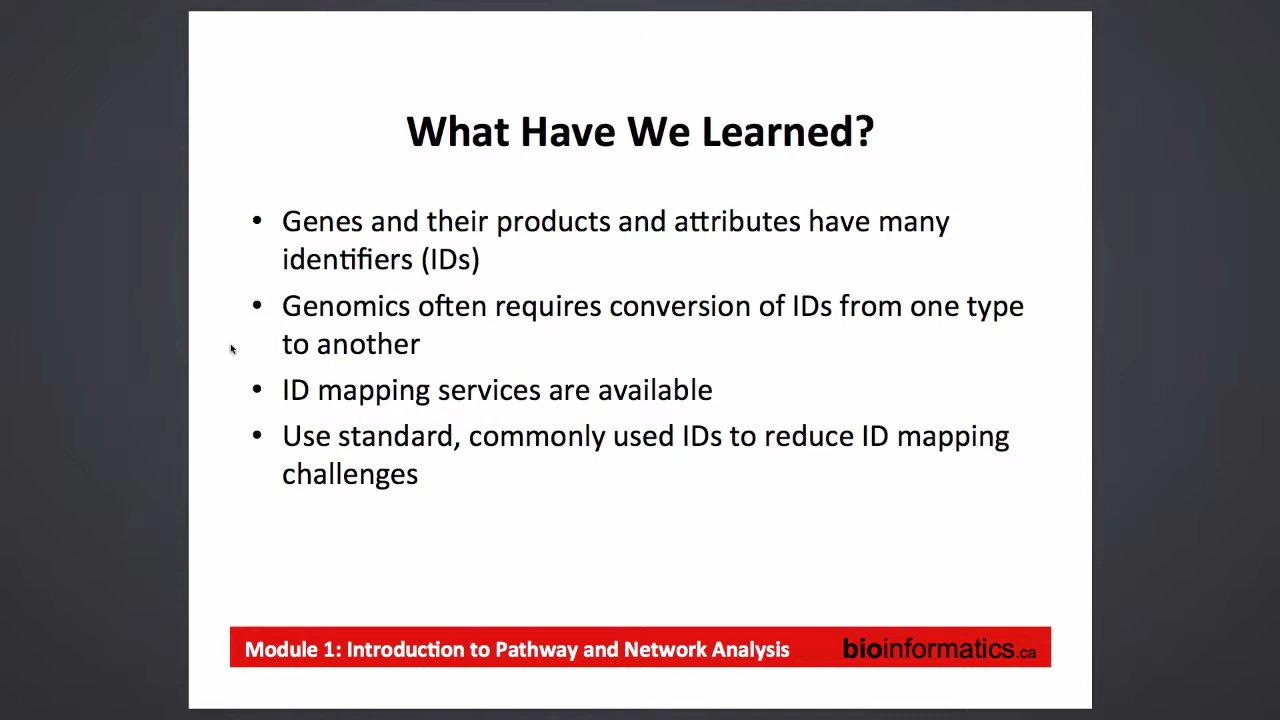 What Have We Learned?
• Genes and their products and attributes have many
identifiers (IDs)
• Genomics often requires conversion of IDs from one type
to another
• ID mapping services are available
• Use standard, commonly used IDs to reduce ID mapping
challenges
Module 1: Introduction to Pathway and Network Analysis
bioinformatics.ca